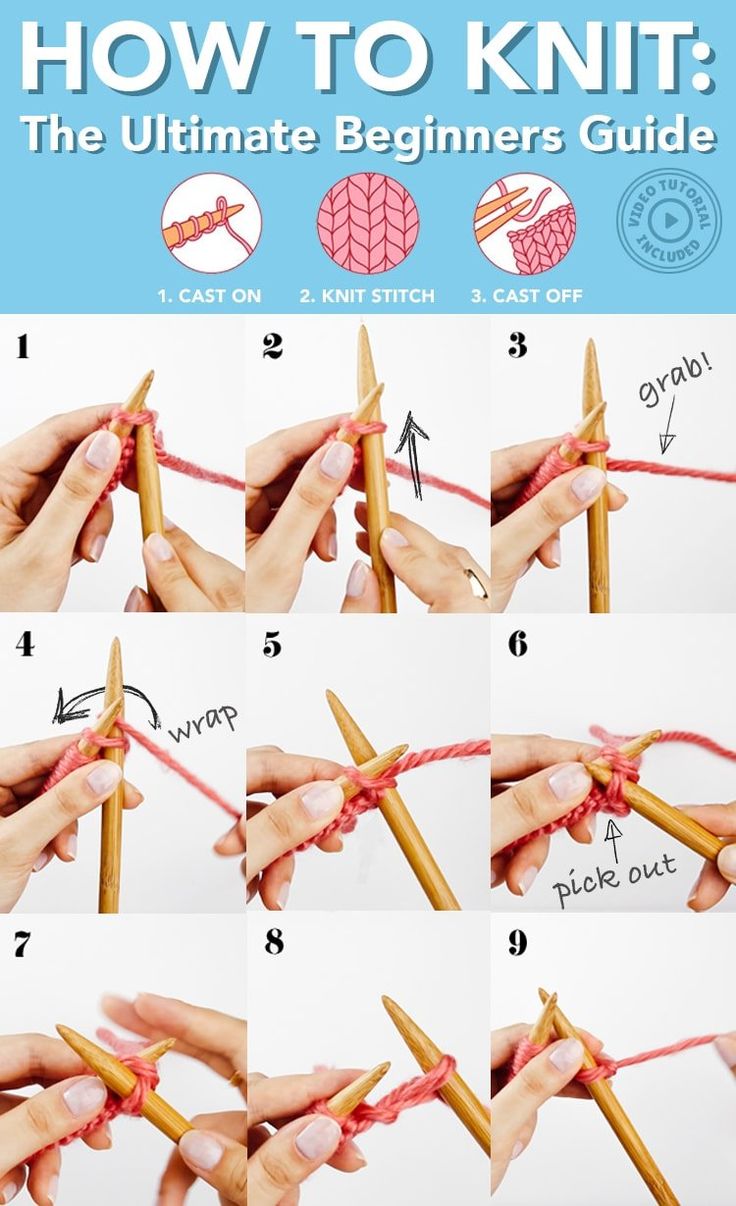 HOW TO KNIT:
The Ultimate Beginners Guide
VIDEO TUTORIAL
INCLUDED
1. CAST ON
2. KNIT STITCH
3. CAST OFF
1
2
3
grab!
4
wrap
5
6
pick out
7
8
9